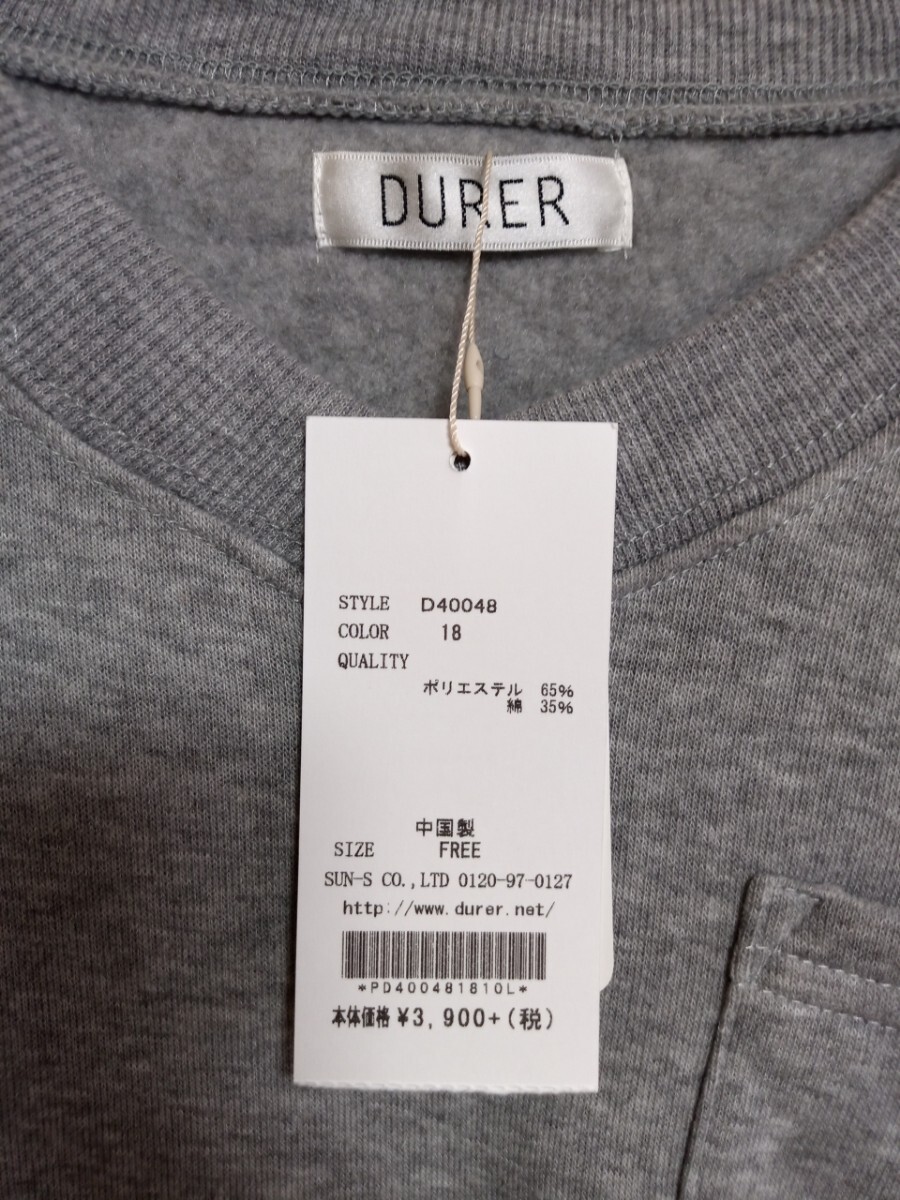 DURER
STYLE D40048
COLOR 18
QUALITY
ポリエステル 65%
綿 35%
中国製
SIZE FREE
SUN-S CO.,LTD 0120-97-0127
http://www.durer.net/
*PD400481810L*
本体価格 ¥3,900+(税)